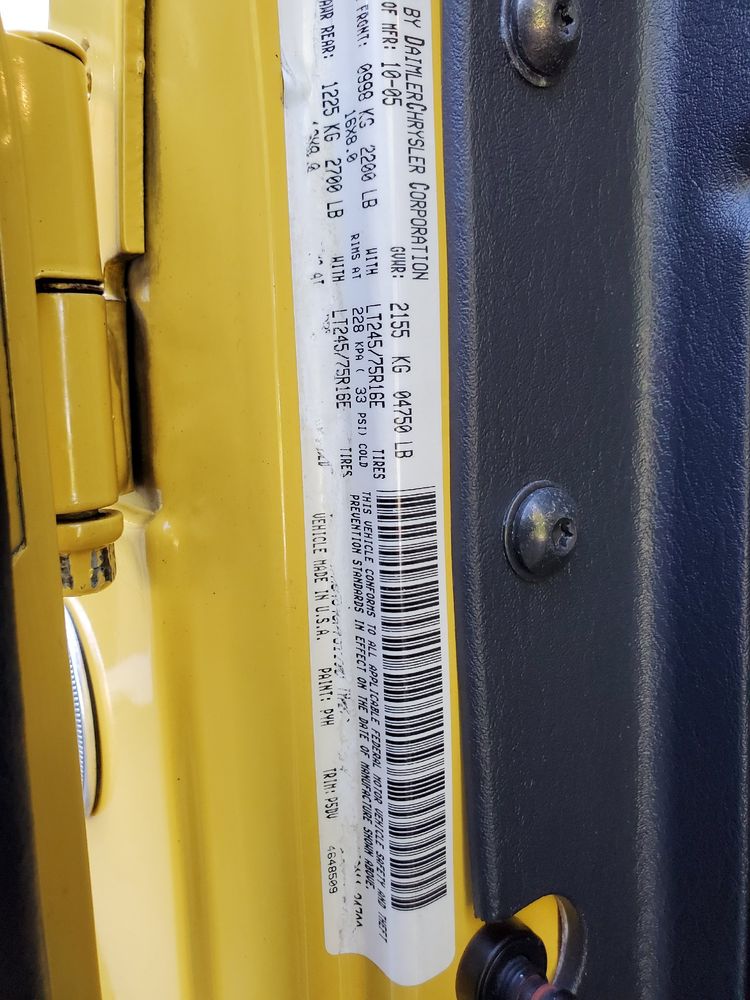 BY DAIMLERCHRYSLER CORPORATION
OF MFR: 10-05 GVWR: 2155 KG 04750 LB
FRONT: 0998 KG 2200 LB WITH LT245/75R16E TIRES
16X8.0 RIMS AT 228 KPA ( 33 PSI) COLD
REAR: 1225 KG 2700 LB WITH LT245/75R16E TIRES
AT
THIS VEHICLE CONFORMS TO ALL APPLICABLE FEDERAL MOTOR VEHICLE SAFETY AND THEFT
PREVENTION STANDARDS IN EFFECT ON THE DATE OF MANUFACTURE SHOWN ABOVE.
VEHICLE MADE IN U.S.A. PAINT: PYH TRIM: P5DV 4648509